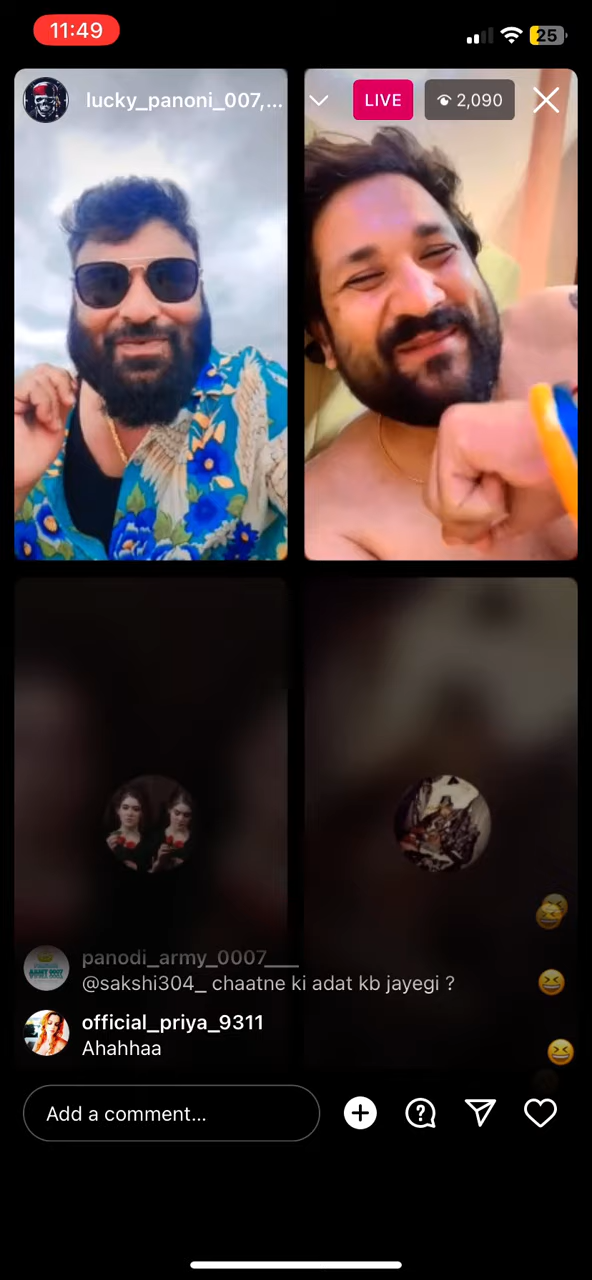 11:49
25
lucky_panoni_007,...
LIVE
2,090
panodi_army_0007___
@sakshi304_ chaatne ki adat kb jayegi ?
official_priya_9311
Ahahhaa
Add a comment...